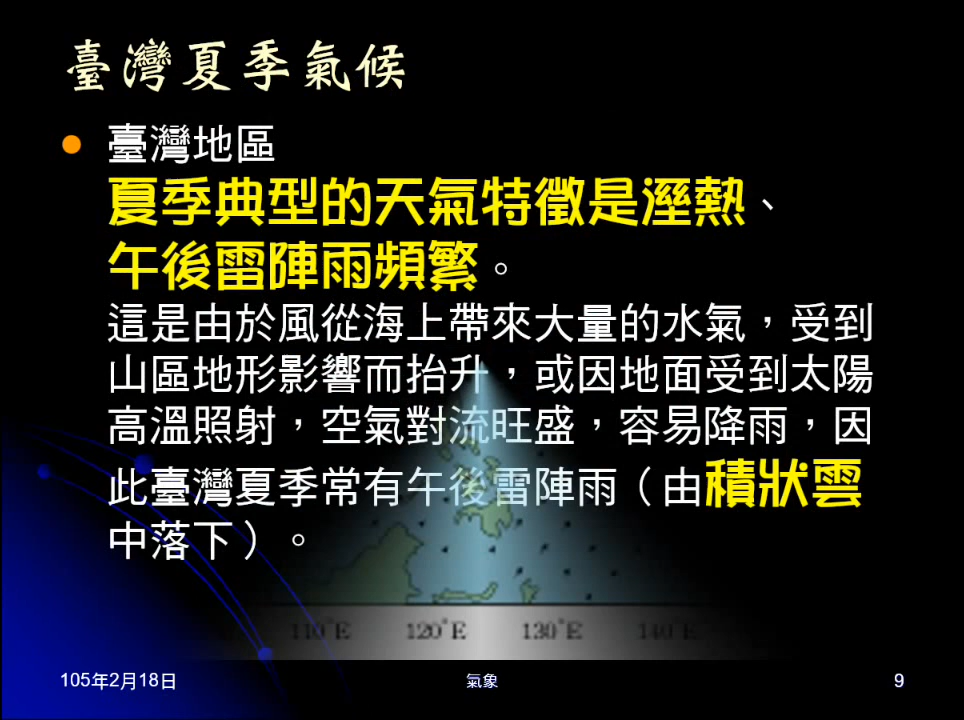 臺灣夏季氣候
臺灣地區
夏季典型的天氣特徵是溼熱、
午後雷陣雨頻繁。
這是由於風從海上帶來大量的水氣，受到
山區地形影響而抬升，或因地面受到太陽
高溫照射，空氣對流旺盛，容易降雨，因
此臺灣夏季常有午後雷陣雨（由積狀雲
中落下）。
110°E 120°E 130°E 140°E
105年2月18日 氣象 9